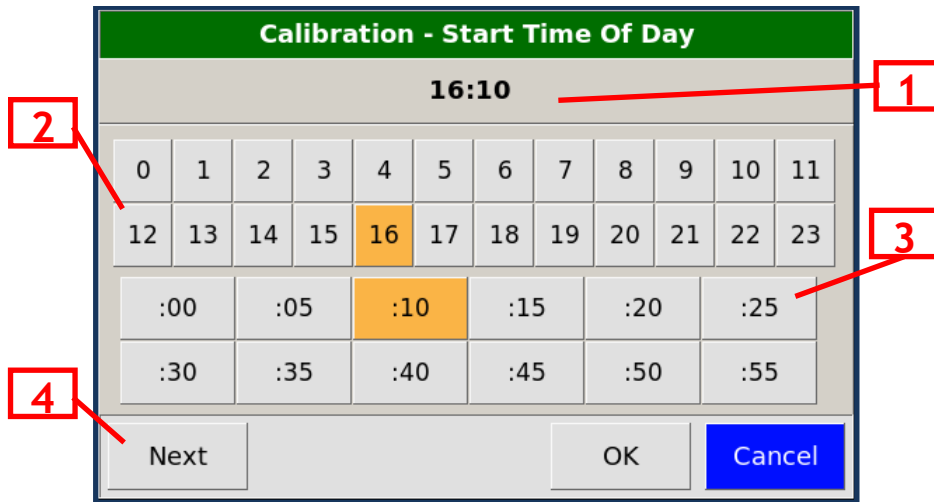 Calibration - Start Time Of Day
16:10
1
2
0 1 2 3 4 5 6 7 8 9 10 11
12 13 14 15 16 17 18 19 20 21 22 23
3
:00 :05 :10 :15 :20 :25
:30 :35 :40 :45 :50 :55
4
Next OK Cancel